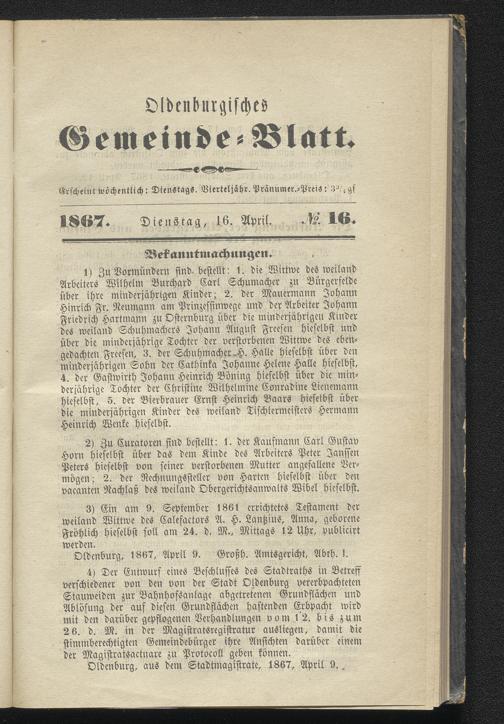 Oldenburgisches
Gemeinde-Blatt.
Erscheint wöchentlich: Dienstags. Vierteljähr. Pränumer.-Preis: 3¾ gf
1867. Dienstag, 16. April. № 16.
Bekanntmachungen.
1) Zu Vormündern sind bestellt: 1. die Wittwe des weiland
Arbeiters Wilhelm Burchard Carl Schumacher zu Bürgerfelde
über ihre minderjährigen Kinder; 2. der Mauermann Johann
Hinrich Fr. Neumann am Prinzessinwege und der Arbeiter Johann
Friedrich Hartmann zu Osternburg über die minderjährigen Kinder
des weiland Schuhmachers Johann August Freesen hieselbst und
über die minderjährige Tochter der verstorbenen Wittwe des eben-
gedachten Freesen, 3. der Schuhmacher H. Halle hieselbst über den
minderjährigen Sohn der Cathinka Johanne Helene Halle hieselbst,
4. der Gastwirth Johann Heinrich Böning hieselbst über die min-
derjährige Tochter der Christine Wilhelmine Conradine Lienemann
hieselbst, 5. der Bierbrauer Ernst Heinrich Baars hieselbst über
die minderjährigen Kinder des weiland Tischlermeisters Hermann
Heinrich Wenke hieselbst.
2) Zu Curatoren sind bestellt: 1. der Kaufmann Carl Gustav
Horn hieselbst über das dem Kinde des Arbeiters Peter Janssen
Peters hieselbst von seiner verstorbenen Mutter angefallene Ver-
mögen; 2. der Rechnungssteller von Harten hieselbst über den
vacanten Nachlaß des weiland Obergerichtsanwalts Wibel hieselbst.
3) Ein am 9. September 1861 errichtetes Testament der
weiland Wittwe des Calefactors A. H. Lanzius, Anna, geborene
Fröhlich hieselbst soll am 24. d. M., Mittags 12 Uhr, publicirt
werden.
Oldenburg, 1867, April 9. Großh. Amtsgericht, Abth. I.
4) Der Entwurf eines Beschlusses des Stadtraths in Betreff
verschiedener von den von der Stadt Oldenburg vererbpachteten
Stauweiden zur Bahnhofsanlage abgetretenen Grundflächen und
Ablösung der auf diesen Grundflächen haftenden Erbpacht wird
mit den darüber gepflogenen Verhandlungen vom 12. bis zum
26. d. M. in der Magistratsregistratur ausliegen, damit die
stimmberechtigten Gemeindebürger ihre Ansichten darüber einem
der Magistratsactuare zu Protocoll geben können.
Oldenburg, aus dem Stadtmagistrate, 1867, April 9.